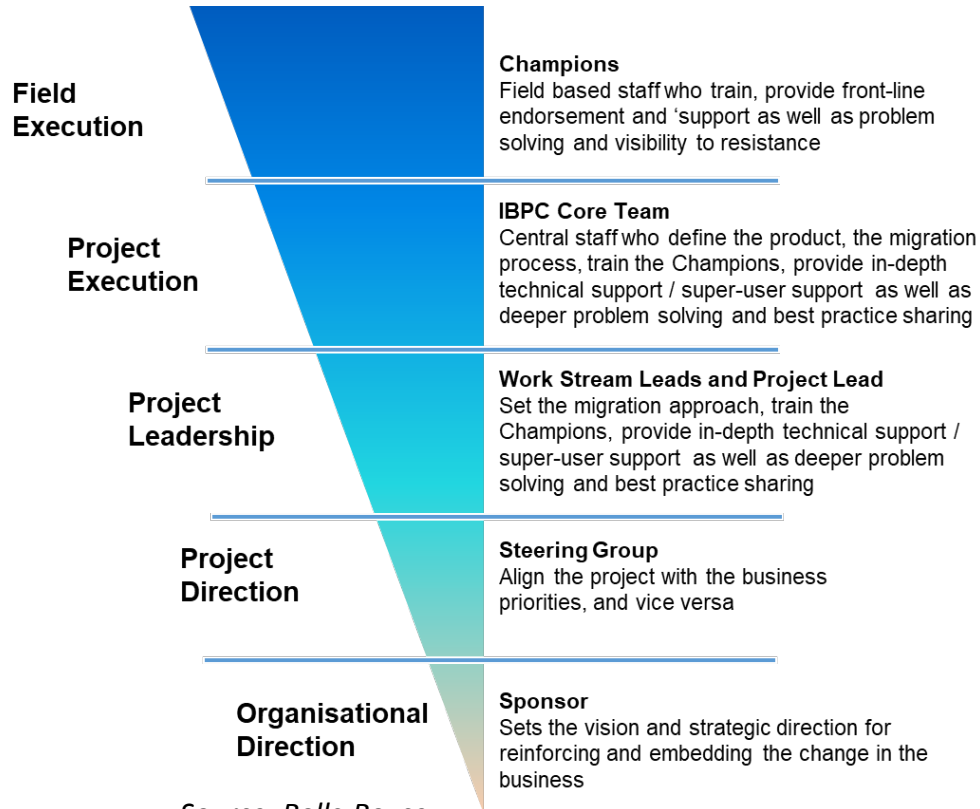 Field
Execution
Champions
Field based staff who train, provide front-line
endorsement and ‘support as well as problem
solving and visibility to resistance
Project
Execution
IBPC Core Team
Central staff who define the product, the migration
process, train the Champions, provide in-depth
technical support / super-user support as well as
deeper problem solving and best practice sharing
Project
Leadership
Work Stream Leads and Project Lead
Set the migration approach, train the
Champions, provide in-depth technical support /
super-user support as well as deeper problem
solving and best practice sharing
Project
Direction
Steering Group
Align the project with the business
priorities, and vice versa
Organisational
Direction
Sponsor
Sets the vision and strategic direction for
reinforcing and embedding the change in the
business